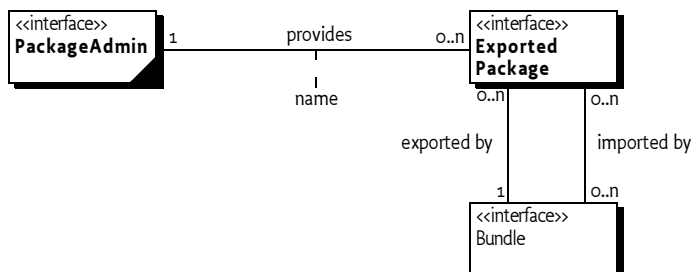 <<interface>>
PackageAdmin
1
provides
0..n
name
<<interface>>
Exported
Package
0..n
0..n
exported by
imported by
1
0..n
<<interface>>
Bundle